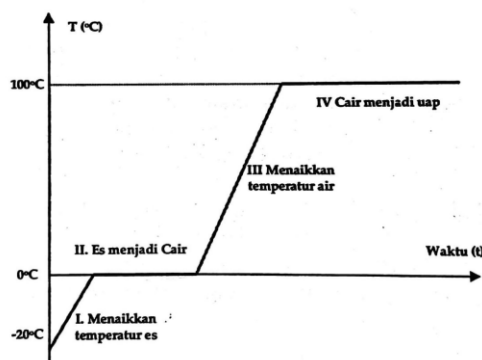 T (°C)
100°C
IV Cair menjadi uap
III Menaikkan
temperatur air
II. Es menjadi Cair
Waktu (t)
0°C
I. Menaikkan
temperatur es
-20°C